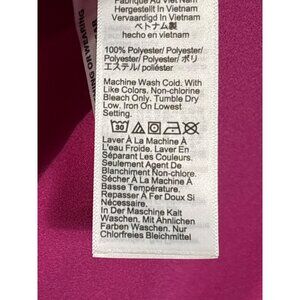 Fabriqué Au Viet Nam
Hergestellt In Vietnam
Vervaardigd In Vietnam
ベトナム製
hecho en vietnam
100% Polyester/ Polyester/
Polyester/ Polyester/ ポリ
エステル/ poliéster
Machine Wash Cold. With
Like Colors. Non-chlorine
Bleach Only. Tumble Dry
Low. Iron On Lowest
Setting.
30
Laver À La Machine À
L'eau Froide. Laver En
Séparant Les Couleurs.
Seulement Agent De
Blanchiment Non-chlore.
Sécher À La Machine À
Basse Température.
Repasser À Fer Doux Si
Nécessaire.
In Der Maschine Kalt
Waschen. Mit Ähnlichen
Farben Waschen. Nur
Chlorfreies Bleichmittel